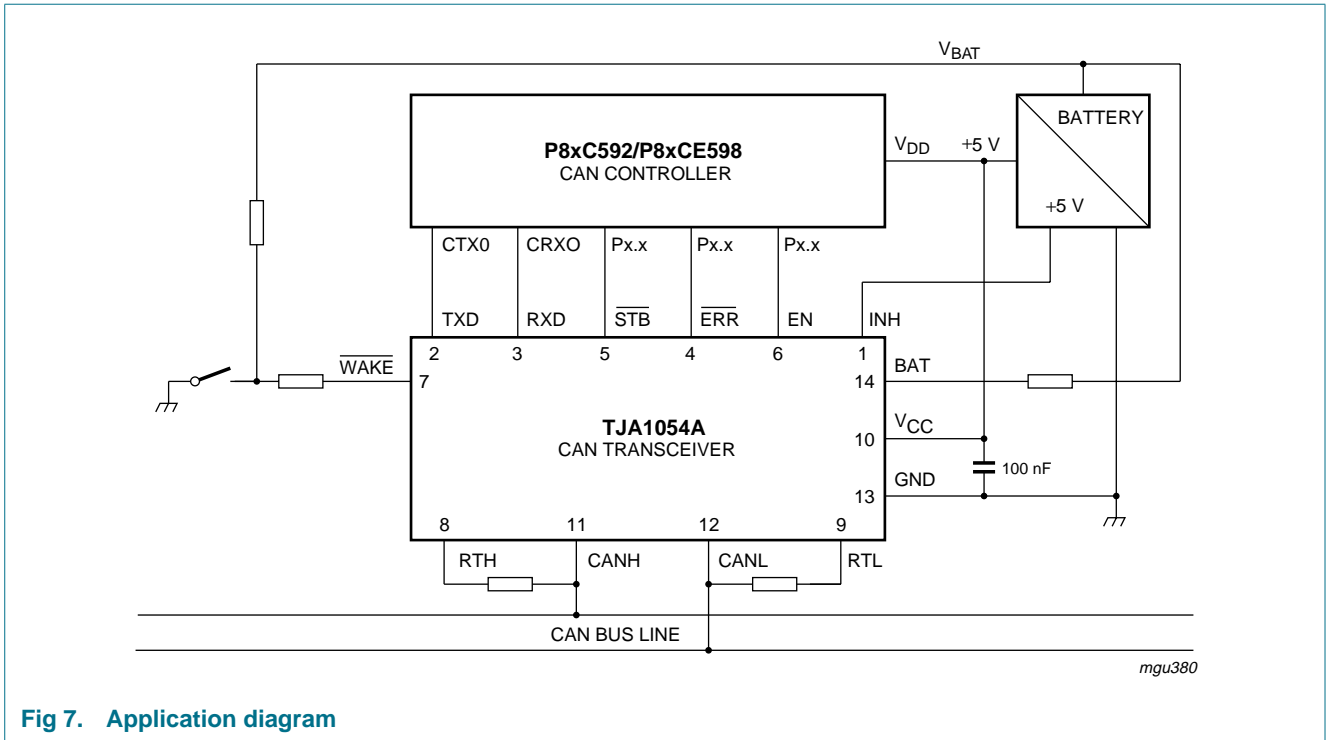 VBAT
BATTERY
P8xC592/P8xCE598
CAN CONTROLLER
VDD +5 V
+5 V
CTX0 CRXO Px.x Px.x Px.x
TXD RXD STB ERR EN INH
2 3 5 4 6 1
WAKE 7
14 BAT
TJA1054A
CAN TRANSCEIVER
10 VCC
100 nF
13 GND
8 11 12 9
RTH CANH CANL RTL
CAN BUS LINE
mgu380
Fig 7. Application diagram